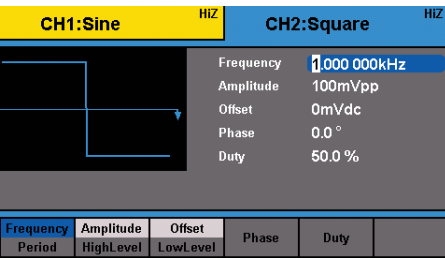 CH1:Sine HiZ CH2:Square HiZ
Frequency 1.000 000kHz
Amplitude 100mVpp
Offset 0mVdc
Phase 0.0 °
Duty 50.0 %
Frequency Amplitude Offset Phase Duty
Period HighLevel LowLevel